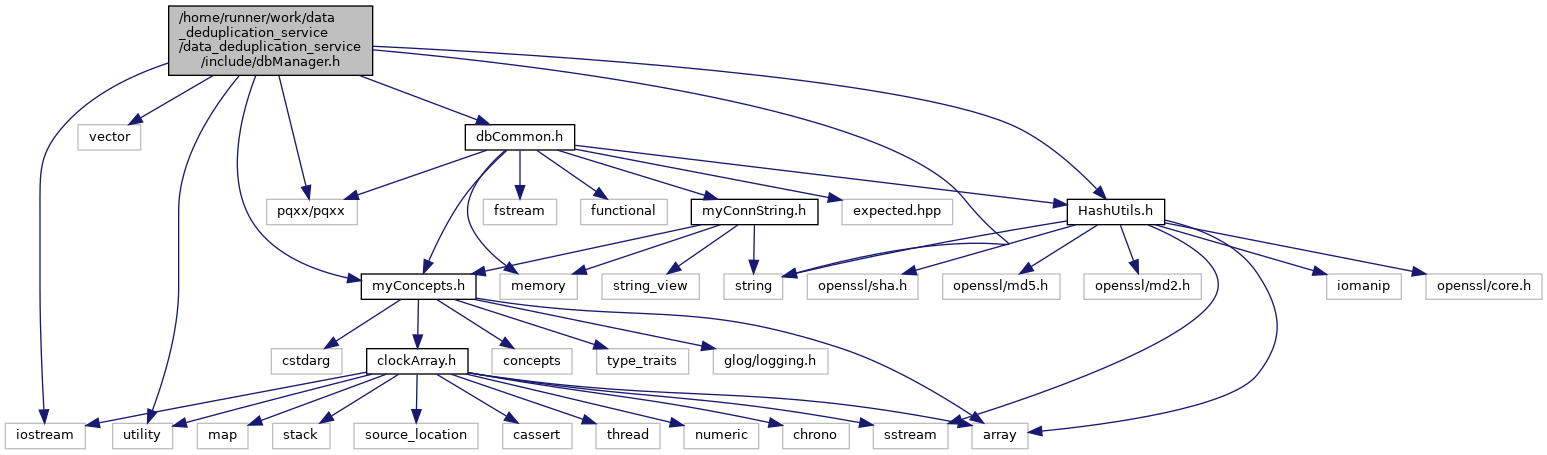 /home/runner/work/data
_deduplication_service
/data_deduplication_service
/include/dbManager.h
vector
dbCommon.h
pqxx/pqxx
fstream
functional
myConnString.h
expected.hpp
HashUtils.h
myConcepts.h
memory
string_view
string
openssl/sha.h
openssl/md5.h
openssl/md2.h
iomanip
openssl/core.h
cstdarg
clockArray.h
concepts
type_traits
glog/logging.h
iostream
utility
map
stack
source_location
cassert
thread
numeric
chrono
sstream
array